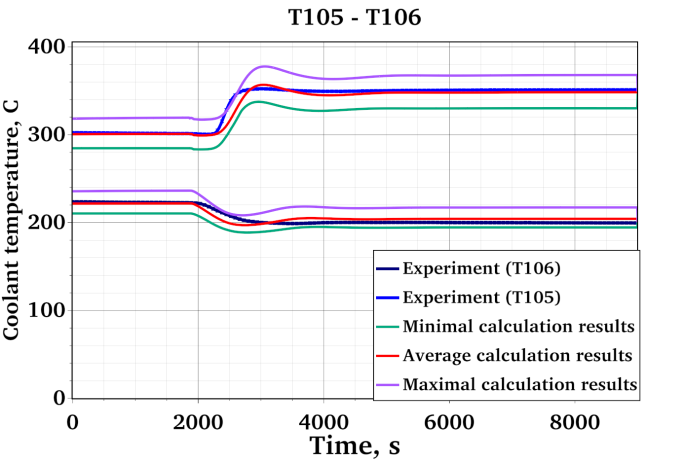 T105 - T106
Coolant temperature, C
400
300
200
100
0
Experiment (T106)
Experiment (T105)
Minimal calculation results
Average calculation results
Maximal calculation results
0 2000 4000 6000 8000
Time, s